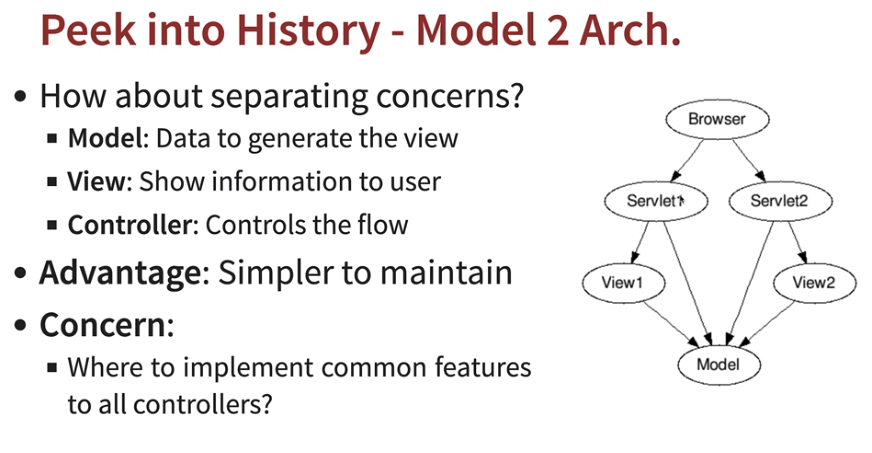 Peek into History - Model 2 Arch.
• How about separating concerns?
▪ Model: Data to generate the view
▪ View: Show information to user
▪ Controller: Controls the flow
• Advantage: Simpler to maintain
• Concern:
▪ Where to implement common features
to all controllers?
Browser
Servlet1
Servlet2
View1
View2
Model